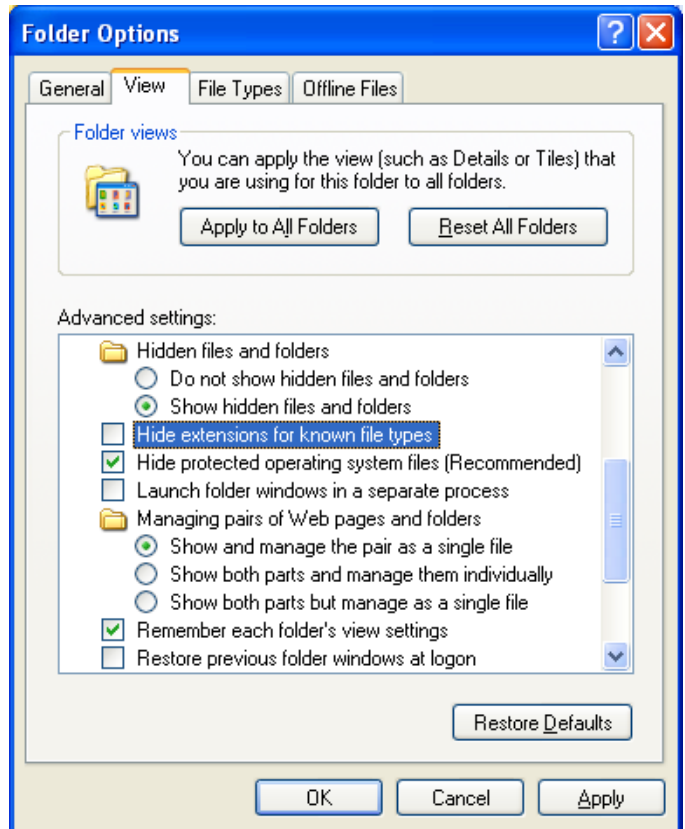 Folder Options
General View File Types Offline Files
Folder views
You can apply the view (such as Details or Tiles) that
you are using for this folder to all folders.
Apply to All Folders Reset All Folders
Advanced settings:
Hidden files and folders
Do not show hidden files and folders
Show hidden files and folders
Hide extensions for known file types
Hide protected operating system files (Recommended)
Launch folder windows in a separate process
Managing pairs of Web pages and folders
Show and manage the pair as a single file
Show both parts and manage them individually
Show both parts but manage as a single file
Remember each folder's view settings
Restore previous folder windows at logon
Restore Defaults
OK Cancel Apply